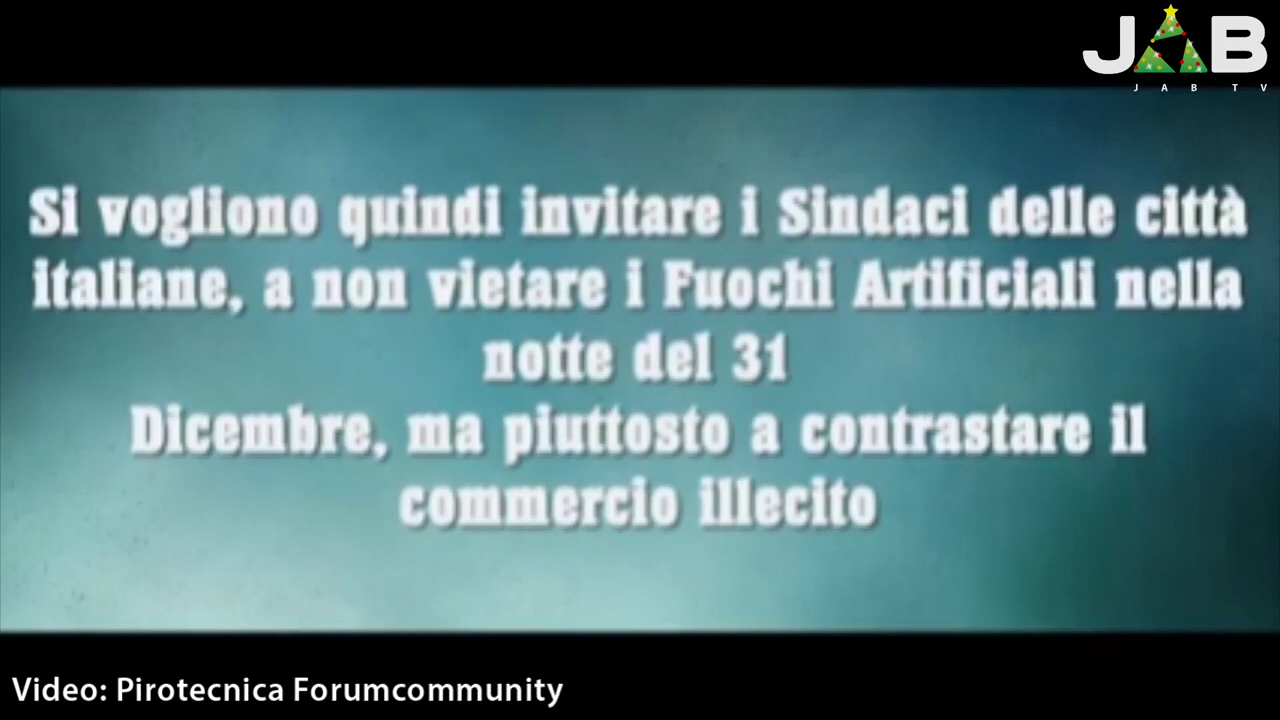 JAB
JABTV
Si vogliono quindi invitare i Sindaci delle città
italiane, a non vietare i Fuochi Artificiali nella
notte del 31
Dicembre, ma piuttosto a contrastare il
commercio illecito
Video: Pirotecnica Forumcommunity